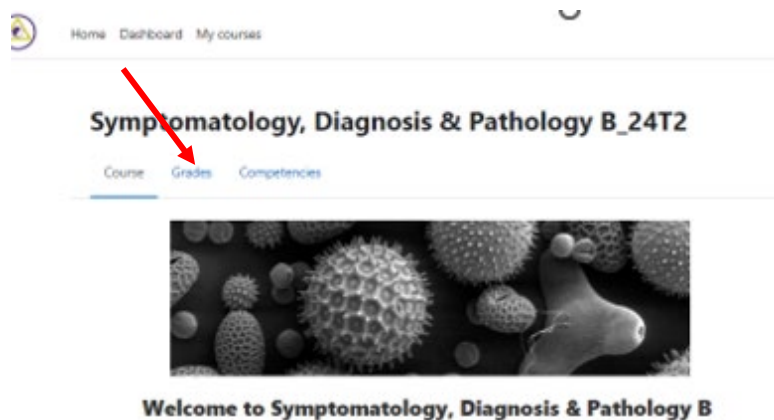 Home Dashboard My courses
Symptomatology, Diagnosis & Pathology B_24T2
Course Grades Competencies
Welcome to Symptomatology, Diagnosis & Pathology B